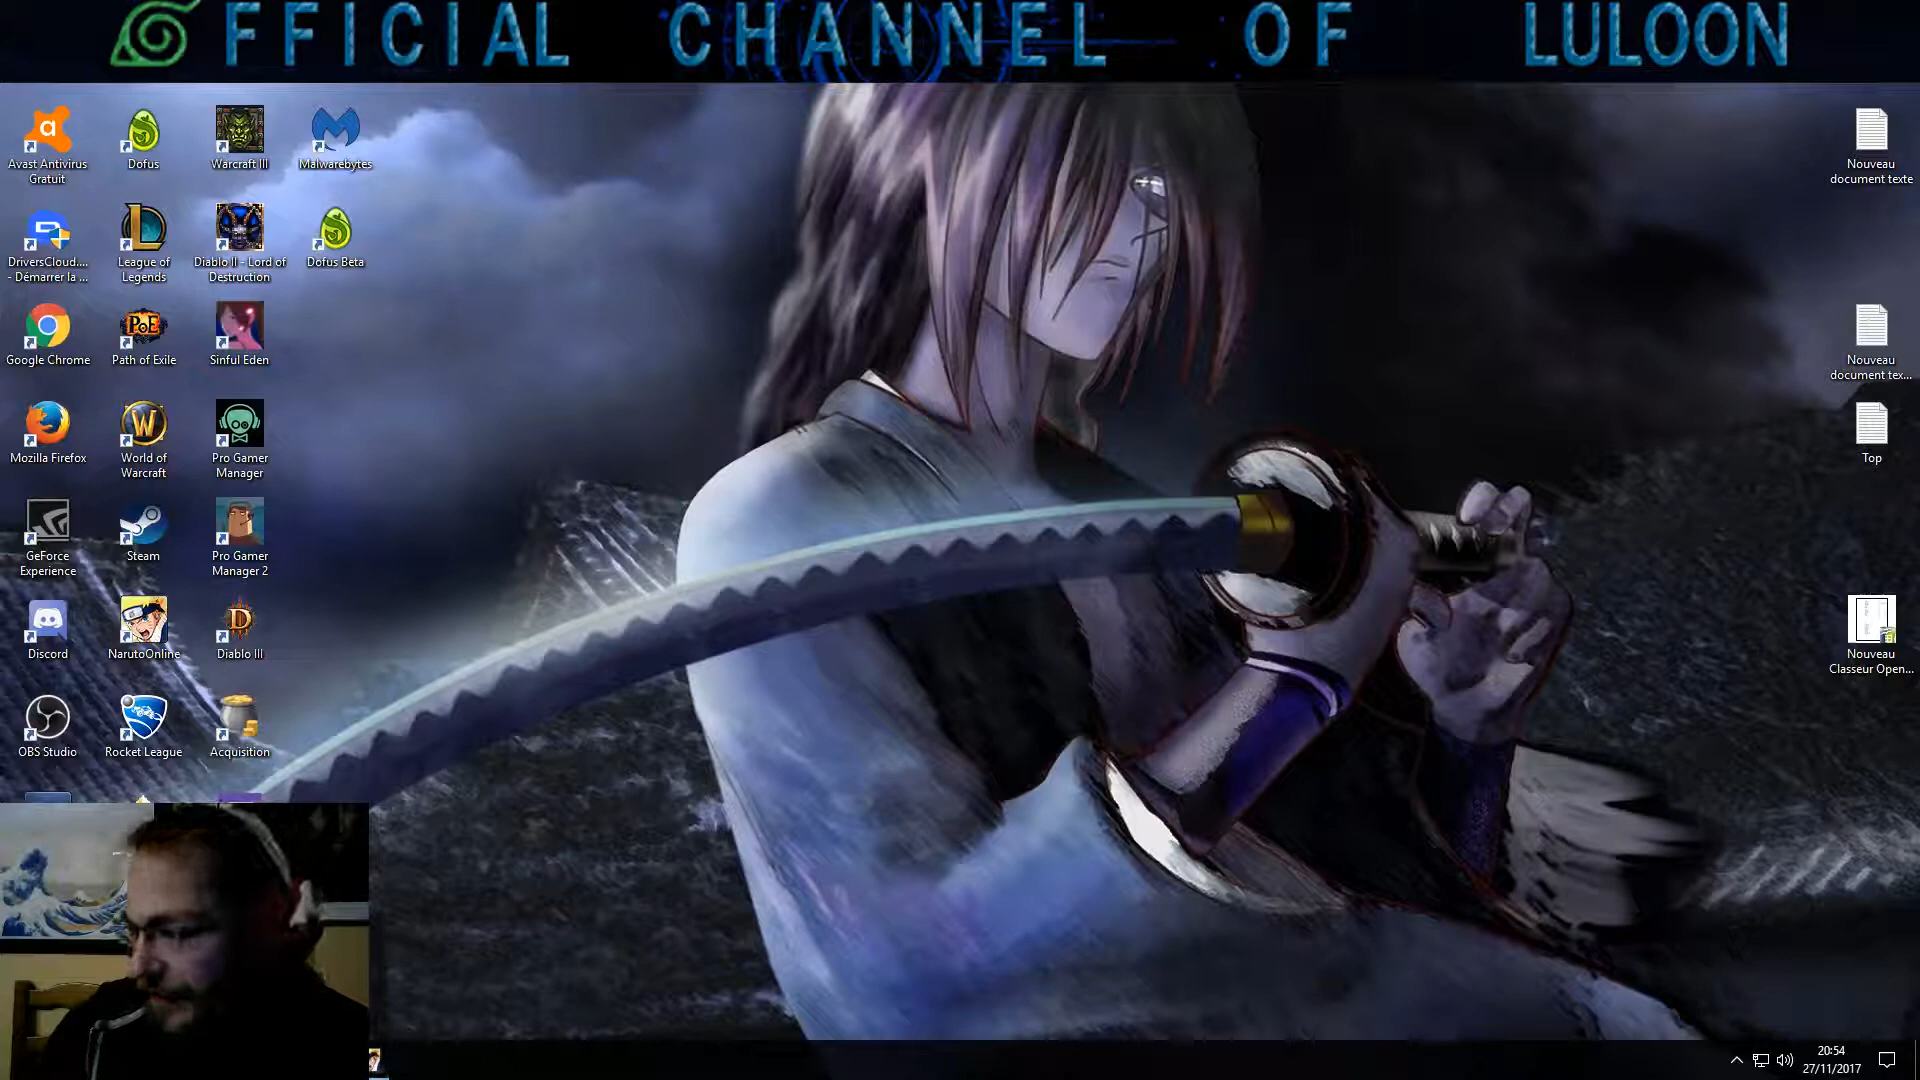 FFICIAL CHANNEL OF LULOON
Avast Antivirus
Gratuit
Dofus
Warcraft III
Malwarebytes
Nouveau
document texte
DriversCloud....
- Démarrer la ...
League of
Legends
Diablo II - Lord of
Destruction
Dofus Beta
Google Chrome
Path of Exile
Sinful Eden
Nouveau
document tex...
Mozilla Firefox
World of
Warcraft
Pro Gamer
Manager
Top
GeForce
Experience
Steam
Pro Gamer
Manager 2
Discord
NarutoOnline
Diablo III
Nouveau
Classeur Open...
OBS Studio
Rocket League
Acquisition
20:54
27/11/2017